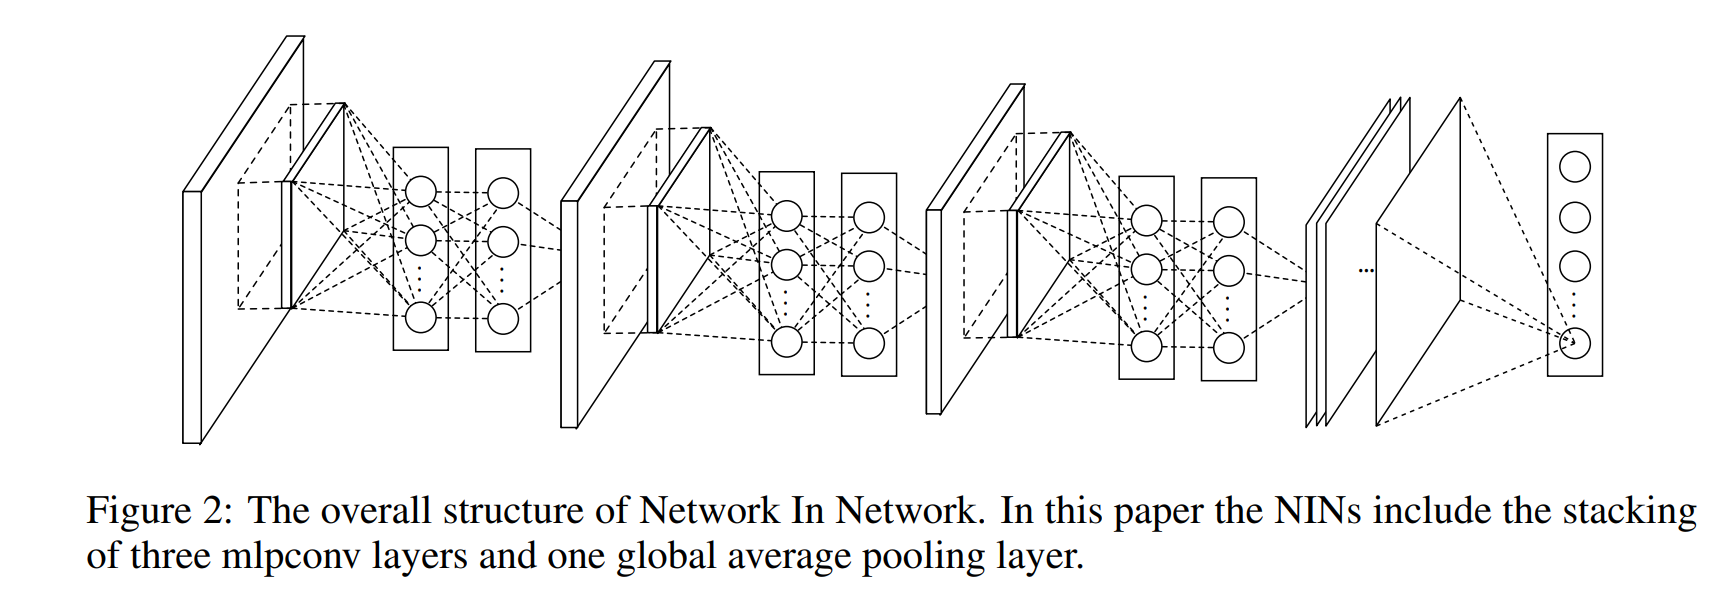 ...
Figure 2: The overall structure of Network In Network. In this paper the NINs include the stacking
of three mlpconv layers and one global average pooling layer.